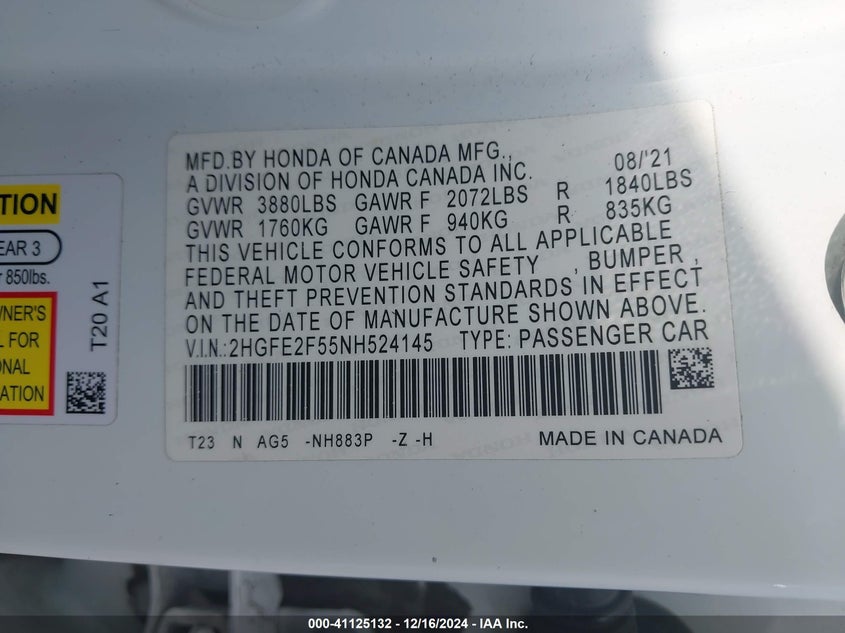 MFD.BY HONDA OF CANADA MFG., 08/'21
A DIVISION OF HONDA CANADA INC.
GVWR 3880LBS GAWR F 2072LBS R 1840LBS
GVWR 1760KG GAWR F 940KG R 835KG
THIS VEHICLE CONFORMS TO ALL APPLICABLE
FEDERAL MOTOR VEHICLE SAFETY , BUMPER ,
AND THEFT PREVENTION STANDARDS IN EFFECT
ON THE DATE OF MANUFACTURE SHOWN ABOVE.
V.I.N.:2HGFE2F55NH524145 TYPE: PASSENGER CAR
T23 N AG5 -NH883P -Z -H MADE IN CANADA
EAR 3
850lbs.
WNER'S
L FOR
ONAL
ATION
T20 A1
000-41125132 - 12/16/2024 - IAA Inc.